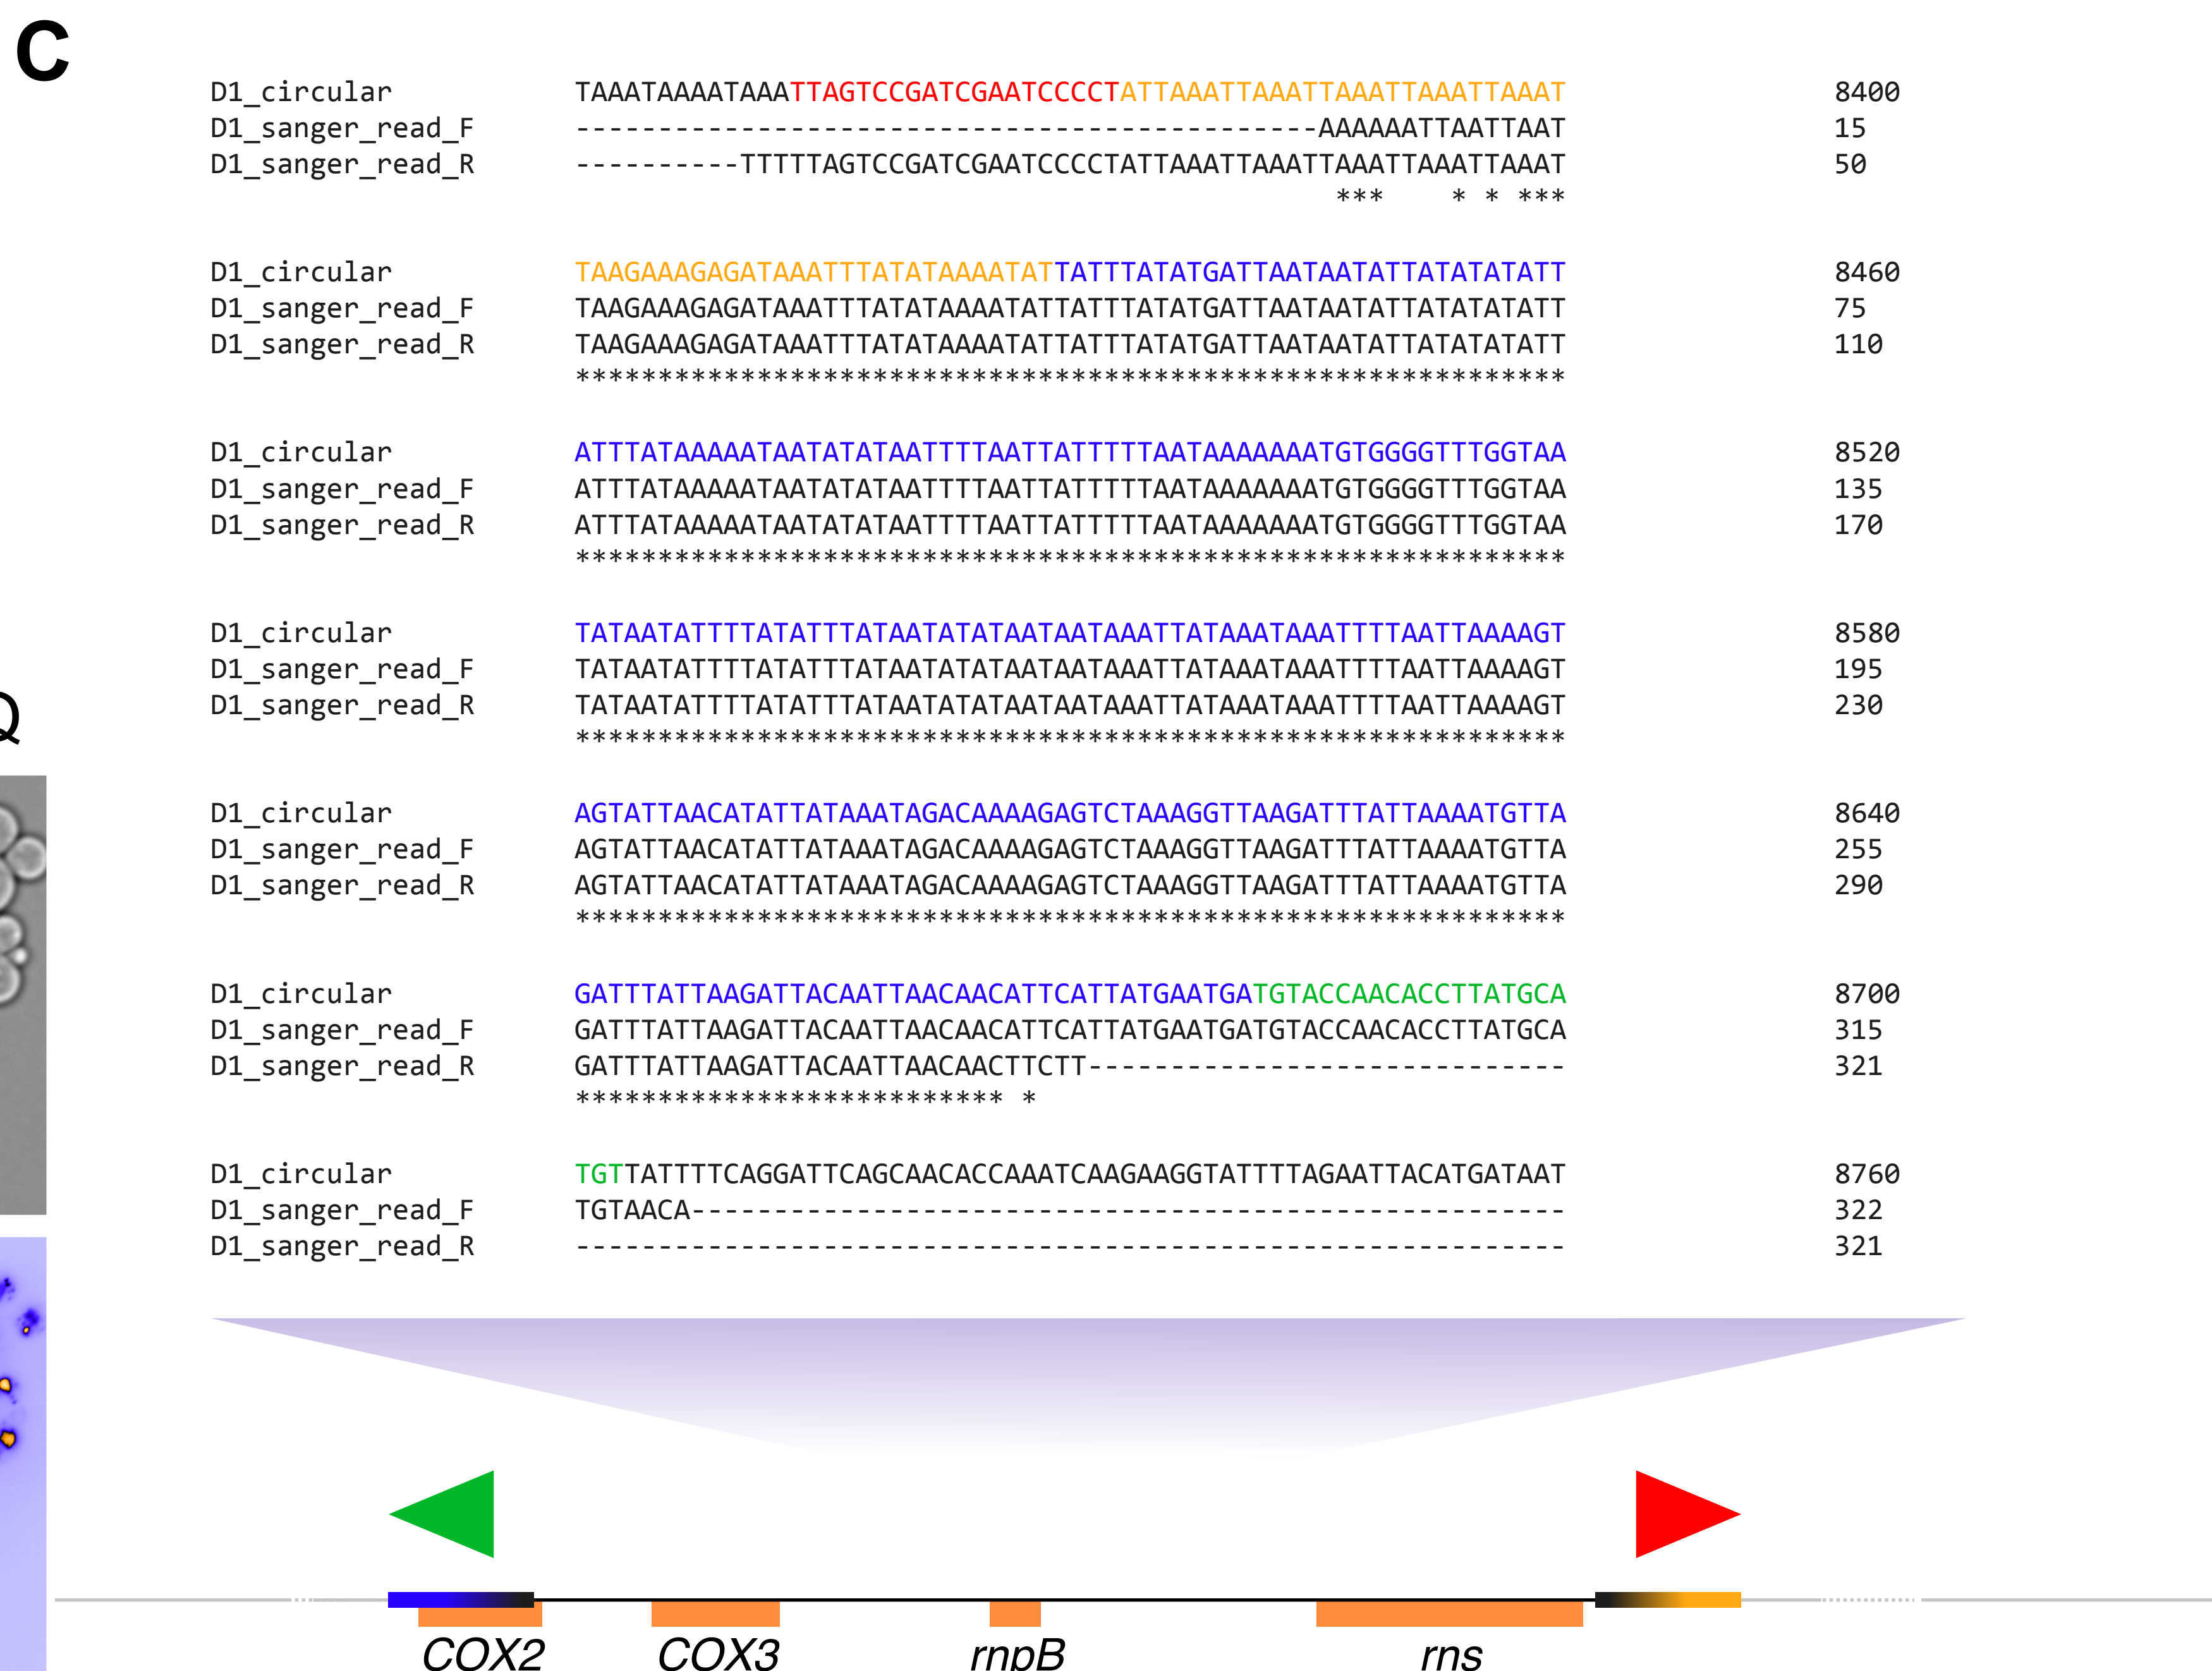 C
D1_circular TAAATAAAATAAATTAGTCCGATCGAATCCCCTATTAAATTAAATTAAATTAAATTAAAT 8400
D1_sanger_read_F ---------------------------------------------AAAAAATTAATTAAT 15
D1_sanger_read_R ----------TTTTTAGTCCGATCGAATCCCCTATTAAATTAAATTAAATTAAATTAAAT 50
*** * * ***
D1_circular TAAGAAAGAGATAAATTTATATAAAATATTATTTATATGATTAATAATATTATATATATT 8460
D1_sanger_read_F TAAGAAAGAGATAAATTTATATAAAATATTATTTATATGATTAATAATATTATATATATT 75
D1_sanger_read_R TAAGAAAGAGATAAATTTATATAAAATATTATTTATATGATTAATAATATTATATATATT 110
************************************************************
D1_circular ATTTATAAAAATAATATATAATTTTAATTATTTTTAATAAAAAAATGTGGGGTTTGGTAA 8520
D1_sanger_read_F ATTTATAAAAATAATATATAATTTTAATTATTTTTAATAAAAAAATGTGGGGTTTGGTAA 135
D1_sanger_read_R ATTTATAAAAATAATATATAATTTTAATTATTTTTAATAAAAAAATGTGGGGTTTGGTAA 170
************************************************************
D1_circular TATAATATTTTATATTTATAATATATAATAATAAATTATAAATAAATTTTAATTAAAAGT 8580
D1_sanger_read_F TATAATATTTTATATTTATAATATATAATAATAAATTATAAATAAATTTTAATTAAAAGT 195
D1_sanger_read_R TATAATATTTTATATTTATAATATATAATAATAAATTATAAATAAATTTTAATTAAAAGT 230
************************************************************
D1_circular AGTATTAACATATTATAAATAGACAAAAGAGTCTAAAGGTTAAGATTTATTAAAATGTTA 8640
D1_sanger_read_F AGTATTAACATATTATAAATAGACAAAAGAGTCTAAAGGTTAAGATTTATTAAAATGTTA 255
D1_sanger_read_R AGTATTAACATATTATAAATAGACAAAAGAGTCTAAAGGTTAAGATTTATTAAAATGTTA 290
************************************************************
D1_circular GATTTATTAAGATTACAATTAACAACATTCATTATGAATGATGTACCAACACCTTATGCA 8700
D1_sanger_read_F GATTTATTAAGATTACAATTAACAACATTCATTATGAATGATGTACCAACACCTTATGCA 315
D1_sanger_read_R GATTTATTAAGATTACAATTAACAACTTCTT----------------------------- 321
************************** *
D1_circular TGTTATTTTCAGGATTCAGCAACACCAAATCAAGAAGGTATTTTAGAATTACATGATAAT 8760
D1_sanger_read_F TGTAACA----------------------------------------------------- 322
D1_sanger_read_R ------------------------------------------------------------ 321
COX2 COX3 rnpB rns